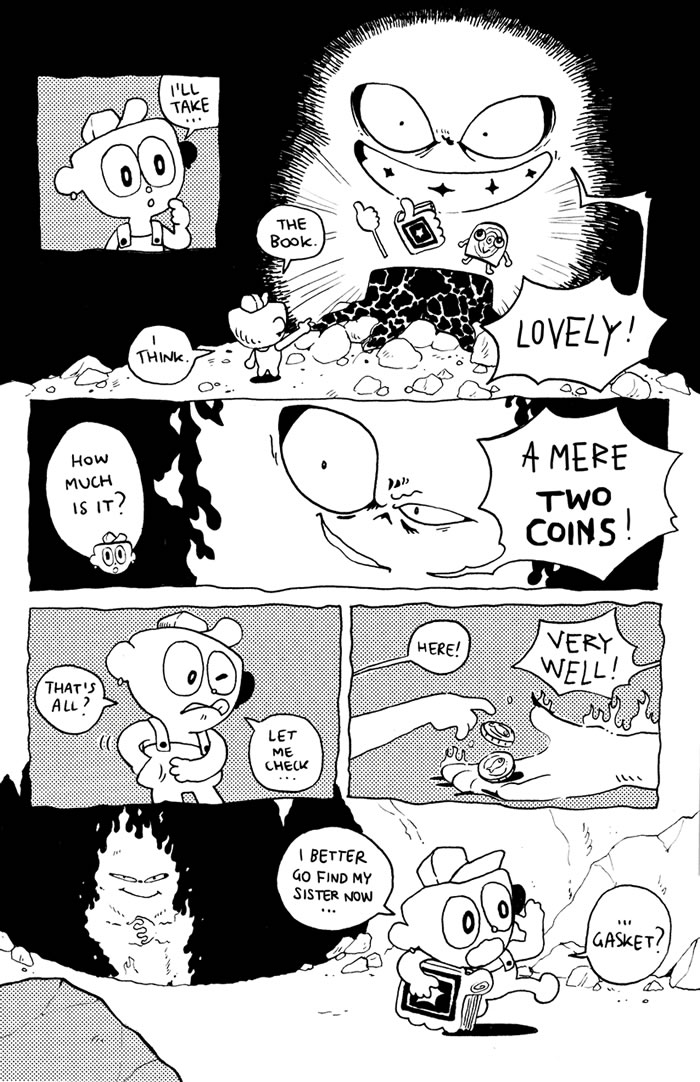 I'LL
TAKE
...
THE
BOOK.
I
THINK.
LOVELY!
HOW
MUCH
IS IT?
A MERE
TWO
COINS!
THAT'S
ALL?
LET
ME
CHECK
...
HERE!
VERY
WELL!
I BETTER
GO FIND MY
SISTER NOW
...
...
GASKET?